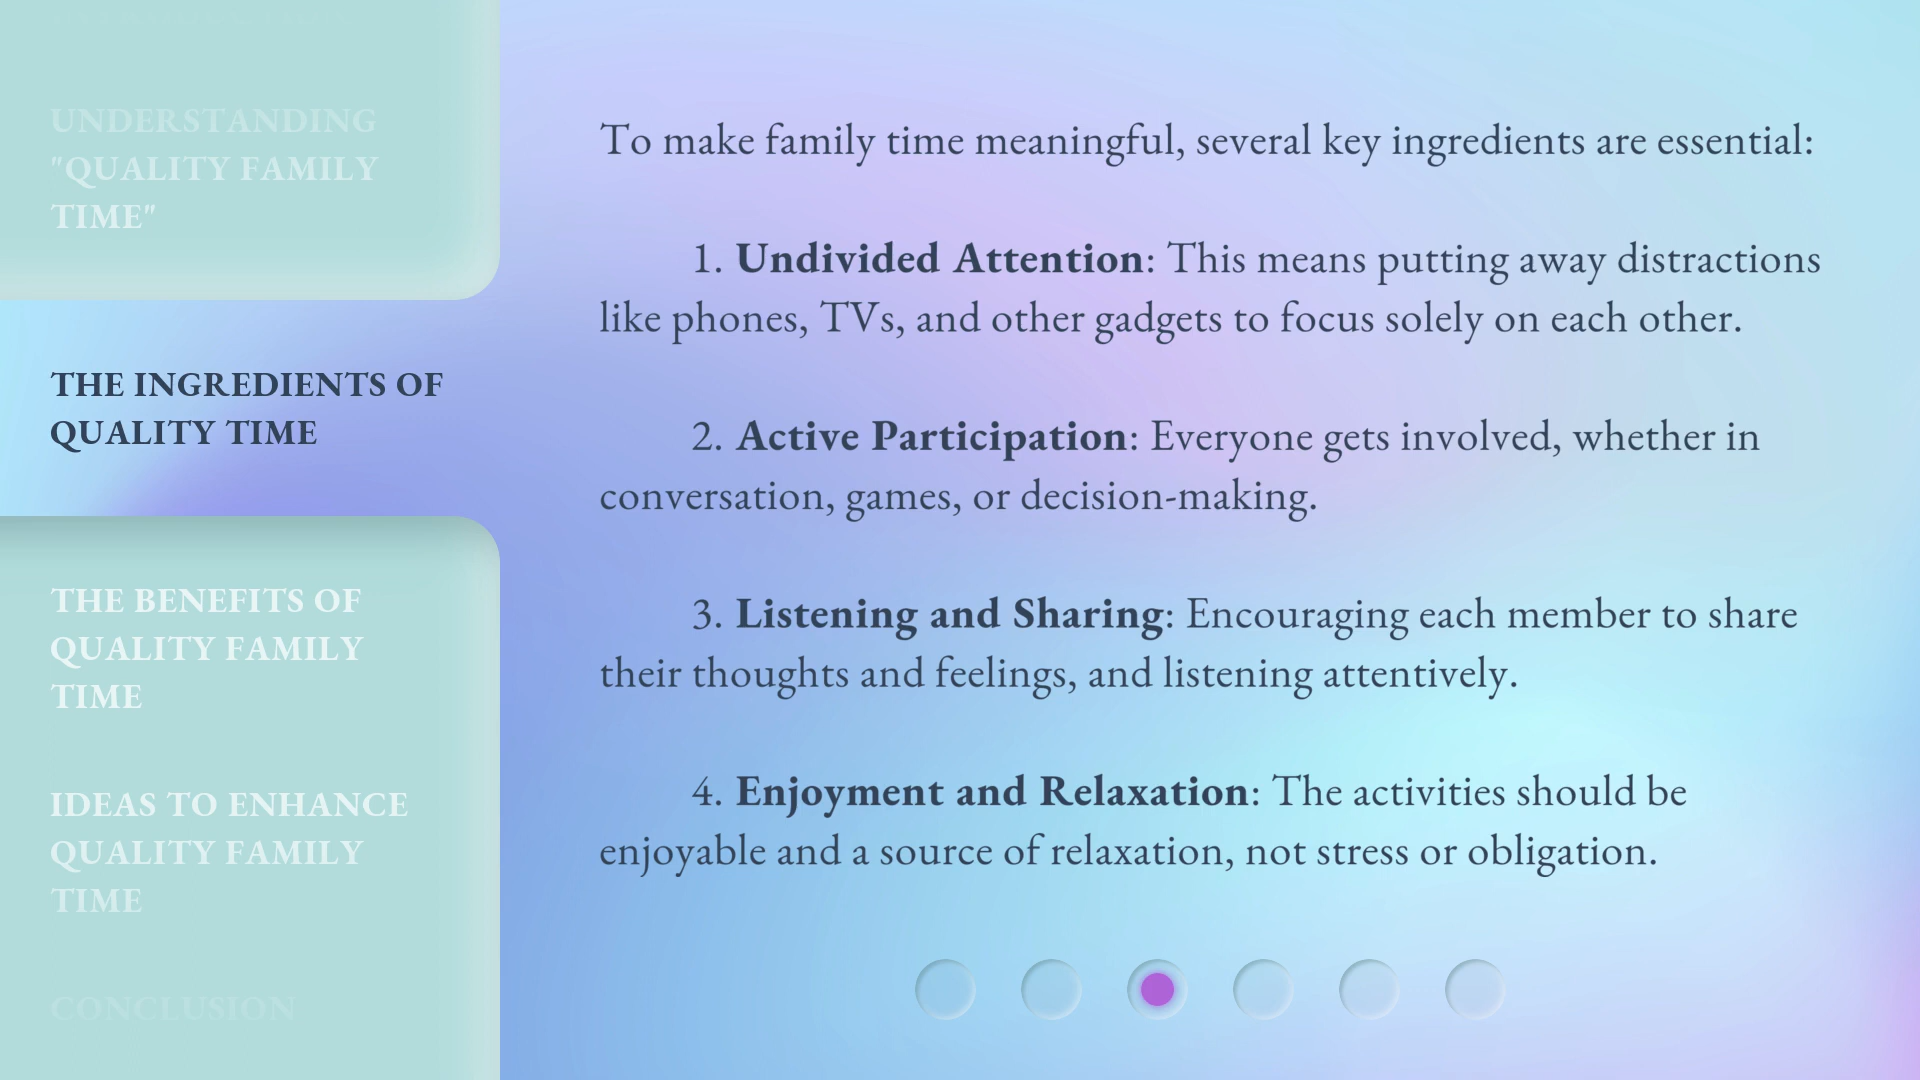 INTRODUCTION
UNDERSTANDING
"QUALITY FAMILY
TIME"
THE INGREDIENTS OF
QUALITY TIME
THE BENEFITS OF
QUALITY FAMILY
TIME
IDEAS TO ENHANCE
QUALITY FAMILY
TIME
CONCLUSION
To make family time meaningful, several key ingredients are essential:
1. Undivided Attention: This means putting away distractions
like phones, TVs, and other gadgets to focus solely on each other.
2. Active Participation: Everyone gets involved, whether in
conversation, games, or decision-making.
3. Listening and Sharing: Encouraging each member to share
their thoughts and feelings, and listening attentively.
4. Enjoyment and Relaxation: The activities should be
enjoyable and a source of relaxation, not stress or obligation.